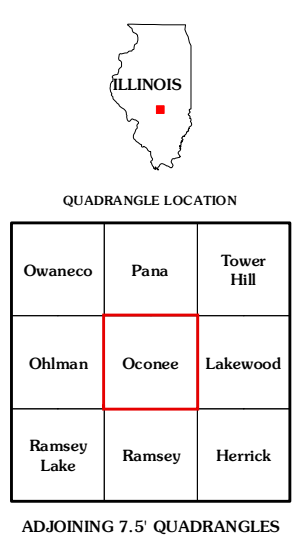 ILLINOIS
QUADRANGLE LOCATION
Owaneco
Pana
Tower
Hill
Ohlman
Oconee
Lakewood
Ramsey
Lake
Ramsey
Herrick
ADJOINING 7.5' QUADRANGLES